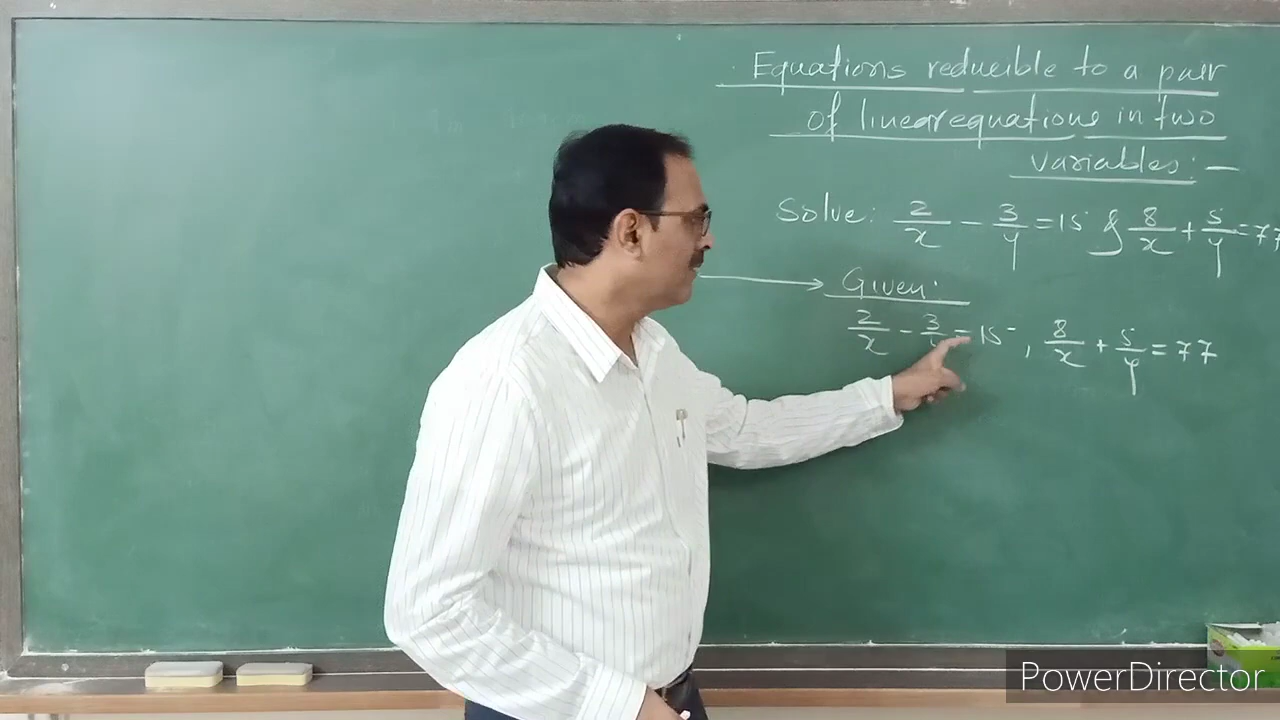 Equations reducible to a pair
of linear equations in two
variables: —
Solve: 2/x - 3/y = 15 & 8/x + 5/y = 77
Given:
2/x - 3/y = 15, 8/x + 5/y = 77
PowerDirector